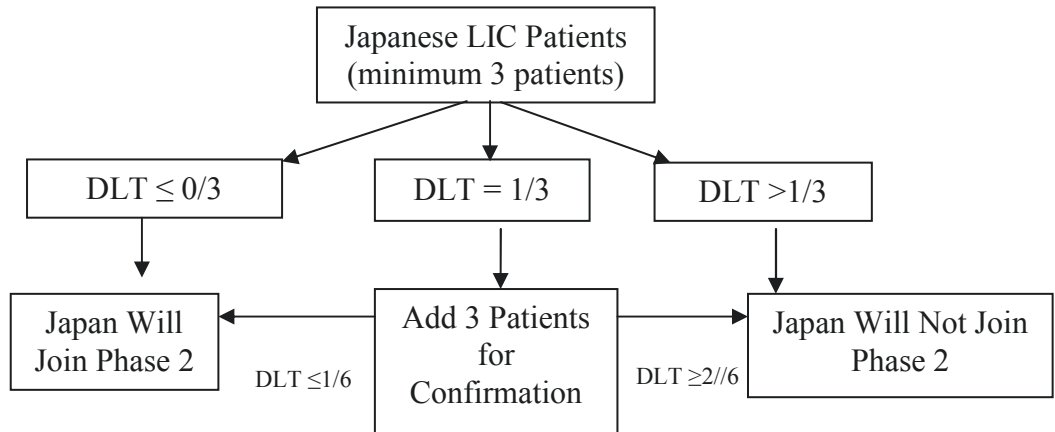 Japanese LIC Patients
(minimum 3 patients)
DLT ≤ 0/3
DLT = 1/3
DLT >1/3
Japan Will
Join Phase 2
Add 3 Patients
for
Confirmation
Japan Will Not Join
Phase 2
DLT ≤1/6
DLT ≥2//6